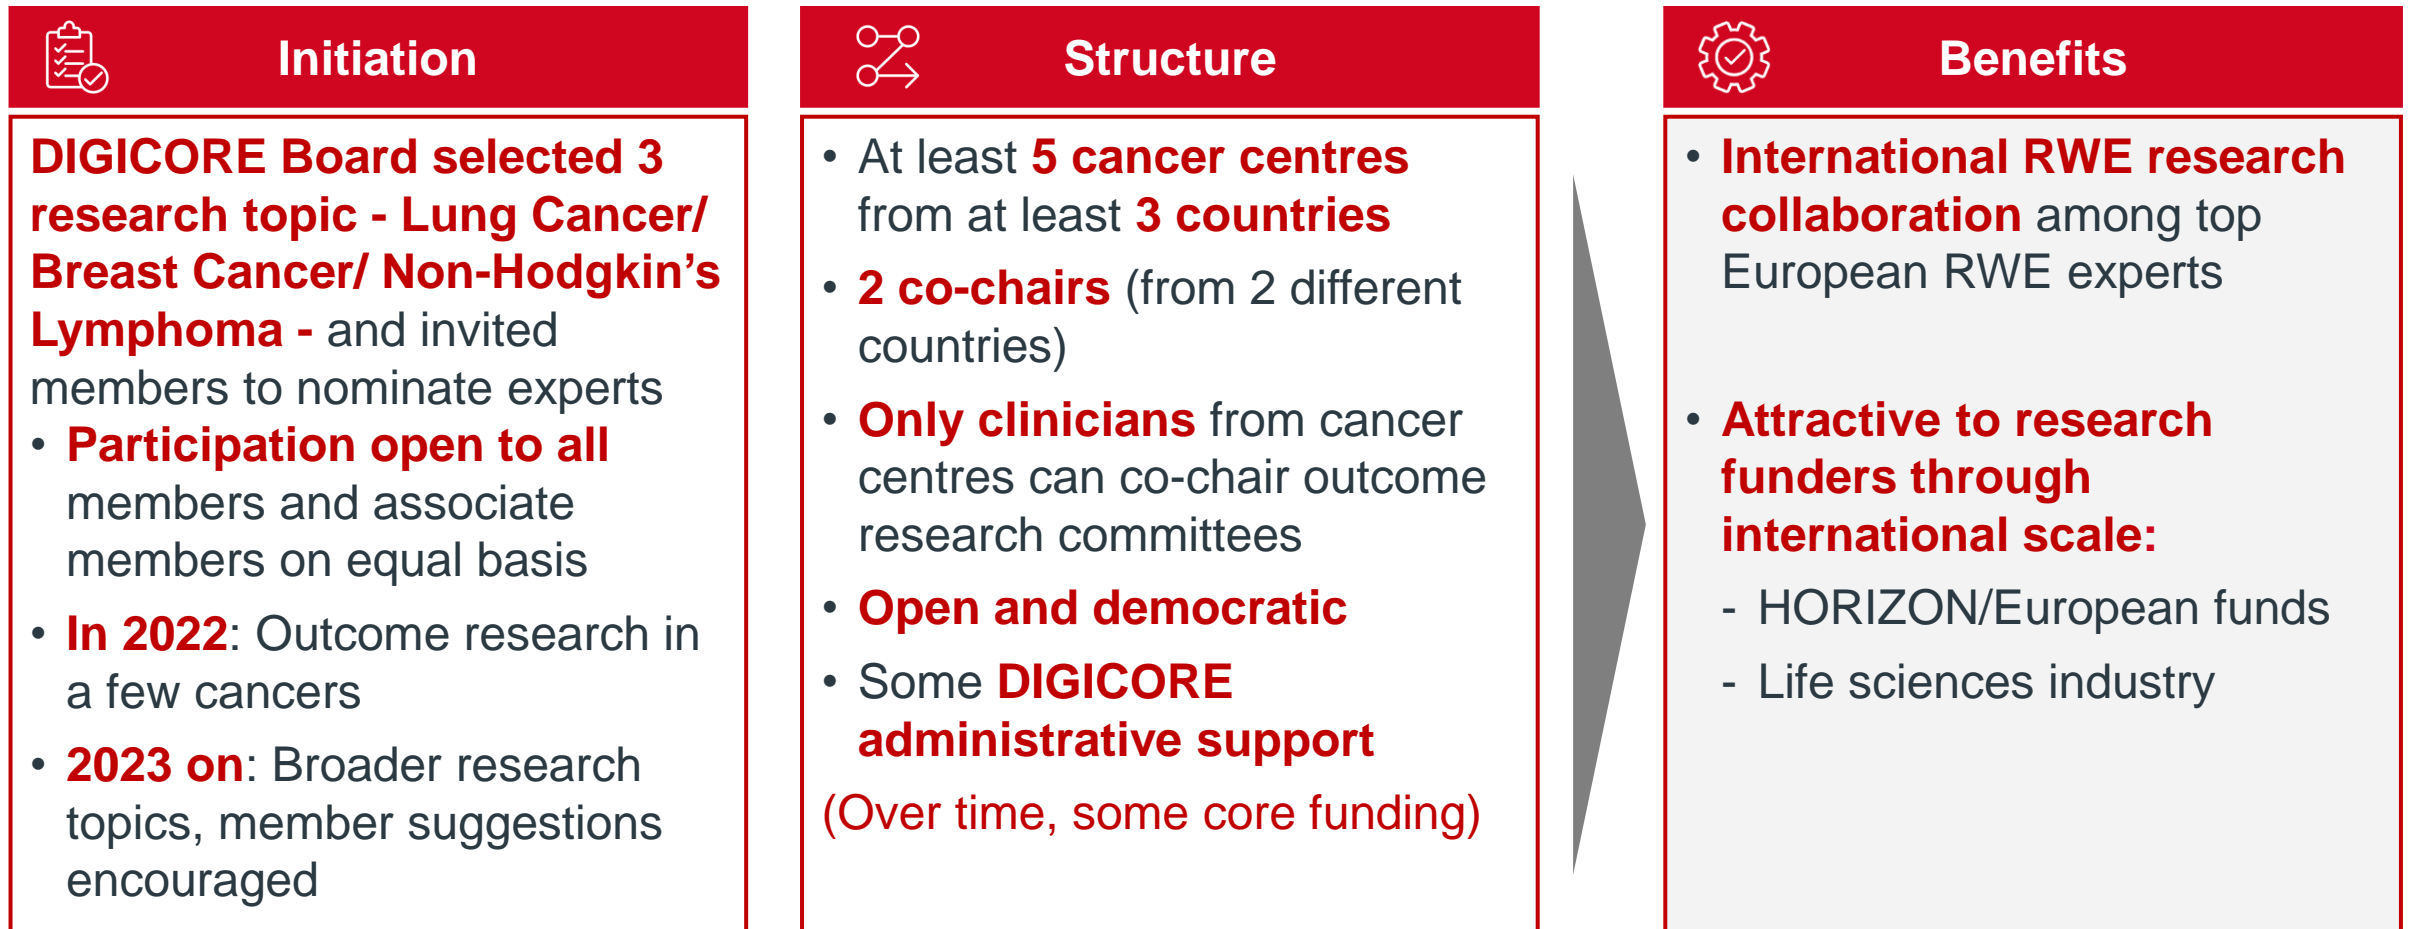 Initiation
DIGICORE Board selected 3
research topic - Lung Cancer/
Breast Cancer/ Non-Hodgkin’s
Lymphoma - and invited
members to nominate experts
• Participation open to all
members and associate
members on equal basis
• In 2022: Outcome research in
a few cancers
• 2023 on: Broader research
topics, member suggestions
encouraged
Structure
• At least 5 cancer centres
from at least 3 countries
• 2 co-chairs (from 2 different
countries)
• Only clinicians from cancer
centres can co-chair outcome
research committees
• Open and democratic
• Some DIGICORE
administrative support
(Over time, some core funding)
Benefits
• International RWE research
collaboration among top
European RWE experts
• Attractive to research
funders through
international scale:
- HORIZON/European funds
- Life sciences industry